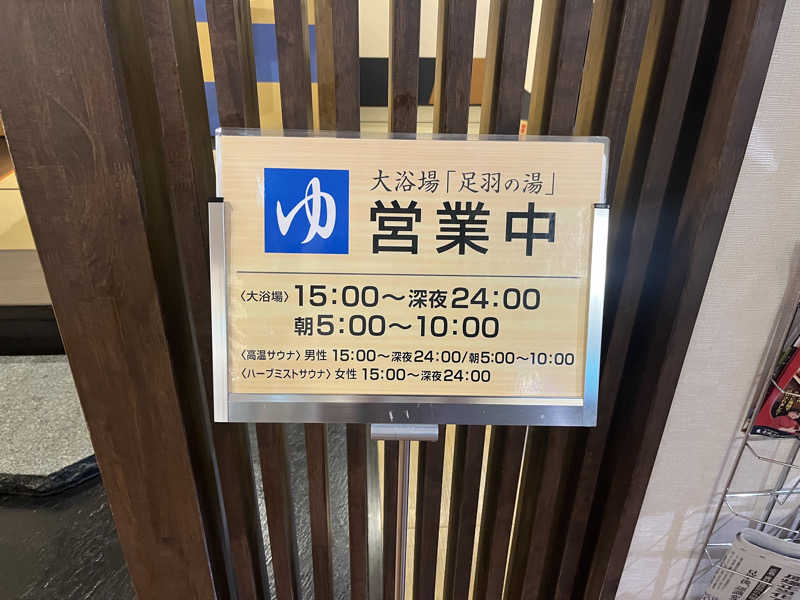 ゆ
大浴場「足羽の湯」
営業中
〈大浴場〉 15:00～深夜24:00
朝5:00～10:00
〈高温サウナ〉 男性 15:00～深夜24:00/朝5:00～10:00
〈ハーブミストサウナ〉 女性 15:00～深夜24:00